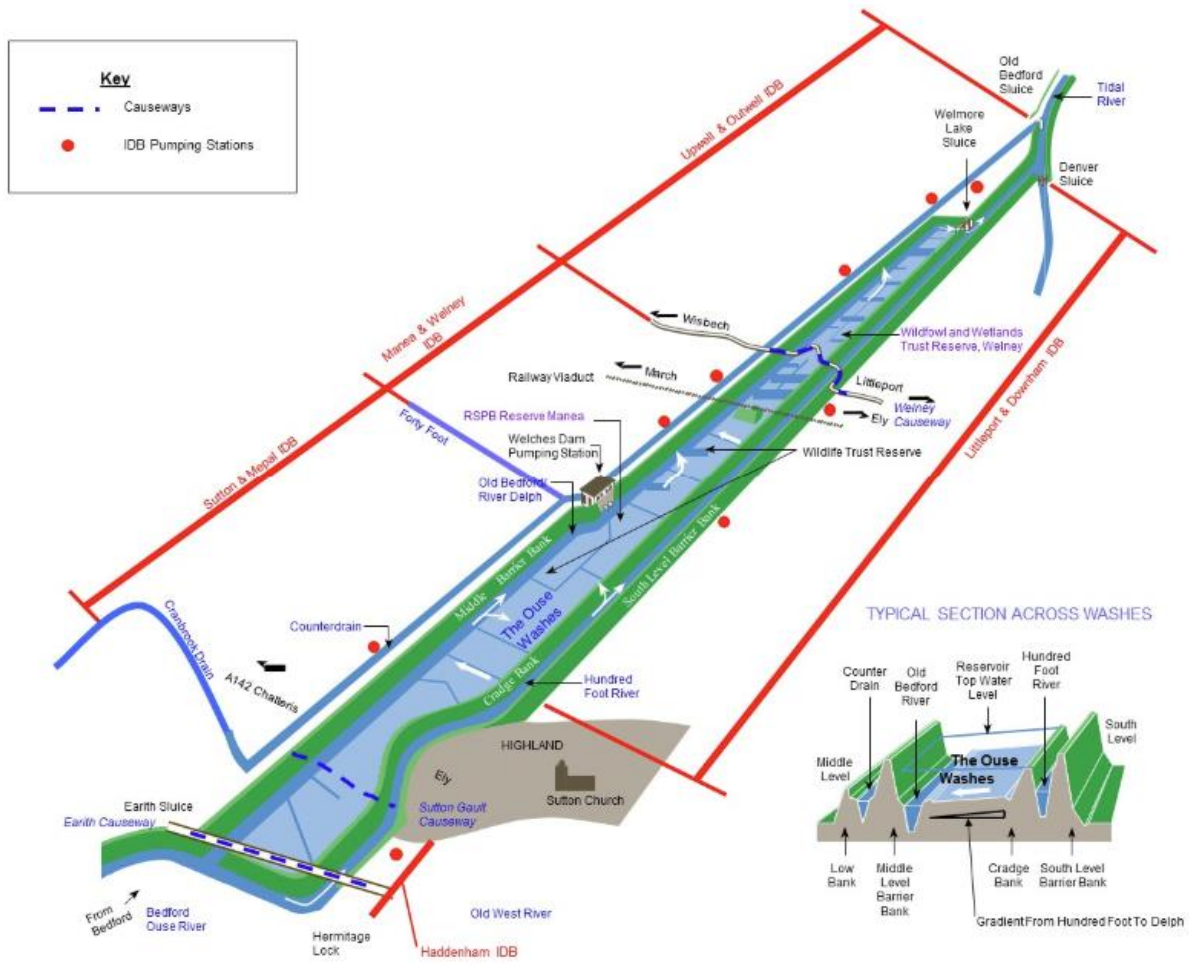 Key
Causeways
IDB Pumping Stations
Upwell & Outwell IDB
Old
Bedford
Sluice
Tidal
River
Welmore
Lake
Sluice
Denver
Sluice
Manea & Welney
IDB
Wisbech
Wildfowl and Wetlands
Trust Reserve, Welney
March
Railway Viaduct
Littleport
Ely
Welney
Causeway
Littleport & Downham IDB
RSPB Reserve Manea
Forty Foot
Welches Dam
Pumping Station
Wildlife Trust Reserve
Sutton & Mepal IDB
Old Bedford/
River Delph
Middle Barrier Bank
South Level Barrier Bank
The Ouse
Washes
Cradge Bank
Cranbrook Drain
Counterdrain
A142 Chatteris
Hundred
Foot River
HIGHLAND
Ely
Sutton Church
Earith Sluice
Earith Causeway
Sutton Gault
Causeway
From
Bedford
Bedford
Ouse River
Old West River
Hermitage
Lock
Haddenham IDB
TYPICAL SECTION ACROSS WASHES
Counter
Drain
Old
Bedford
River
Reservoir
Top Water
Level
Hundred
Foot
River
South
Level
Middle
Level
The Ouse
Washes
Low
Bank
Middle
Level
Barrier
Bank
Cradge
Bank
South Level
Barrier Bank
Gradient From Hundred Foot To Delph